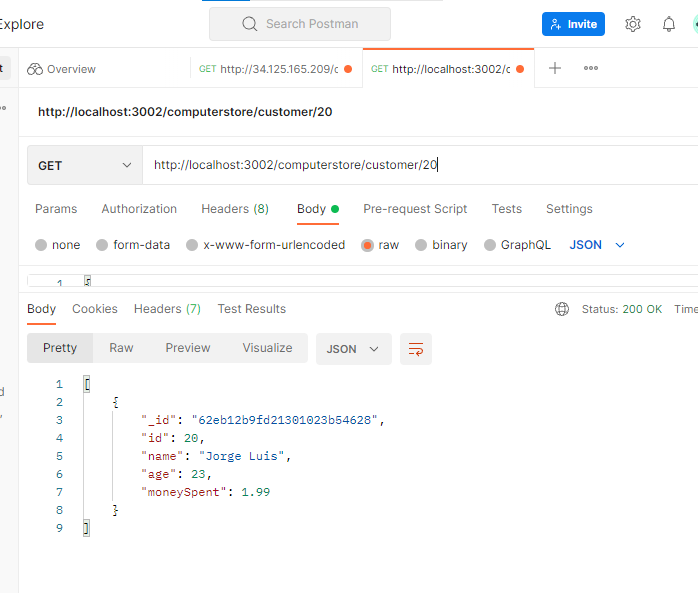 Explore
Search Postman
Invite
Overview
GET http://34.125.165.209/c
GET http://localhost:3002/c
http://localhost:3002/computerstore/customer/20
GET
http://localhost:3002/computerstore/customer/20
Params Authorization Headers (8) Body Pre-request Script Tests Settings
none form-data x-www-form-urlencoded raw binary GraphQL JSON
1 {
Body Cookies Headers (7) Test Results Status: 200 OK Time
Pretty Raw Preview Visualize JSON
1 [
2 {
3 "_id": "62eb12b9fd21301023b54628",
4 "id": 20,
5 "name": "Jorge Luis",
6 "age": 23,
7 "moneySpent": 1.99
8 }
9 ]